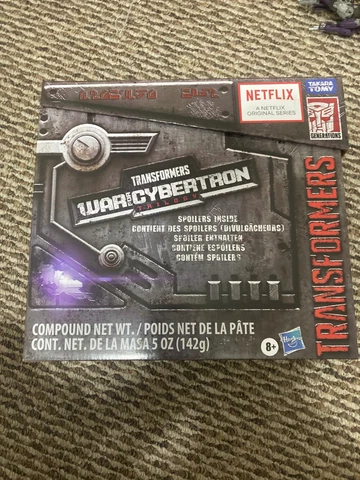 NETFLIX
A NETFLIX
ORIGINAL SERIES
TAKARA
TOMY
GENERATIONS
TRANSFORMERS
TRANSFORMERS
WAR FOR CYBERTRON
TRILOGY
SPOILERS INSIDE
CONTIENT DES SPOILERS (DIVULGÂCHEURS)
SPOILER ENTHALTEN
CONTIENE ESPÓILERS
CONTÉM SPOILERS
COMPOUND NET WT. / POIDS NET DE LA PÂTE
CONT. NET. DE LA MASA 5 OZ (142g)
8+
Hasbro